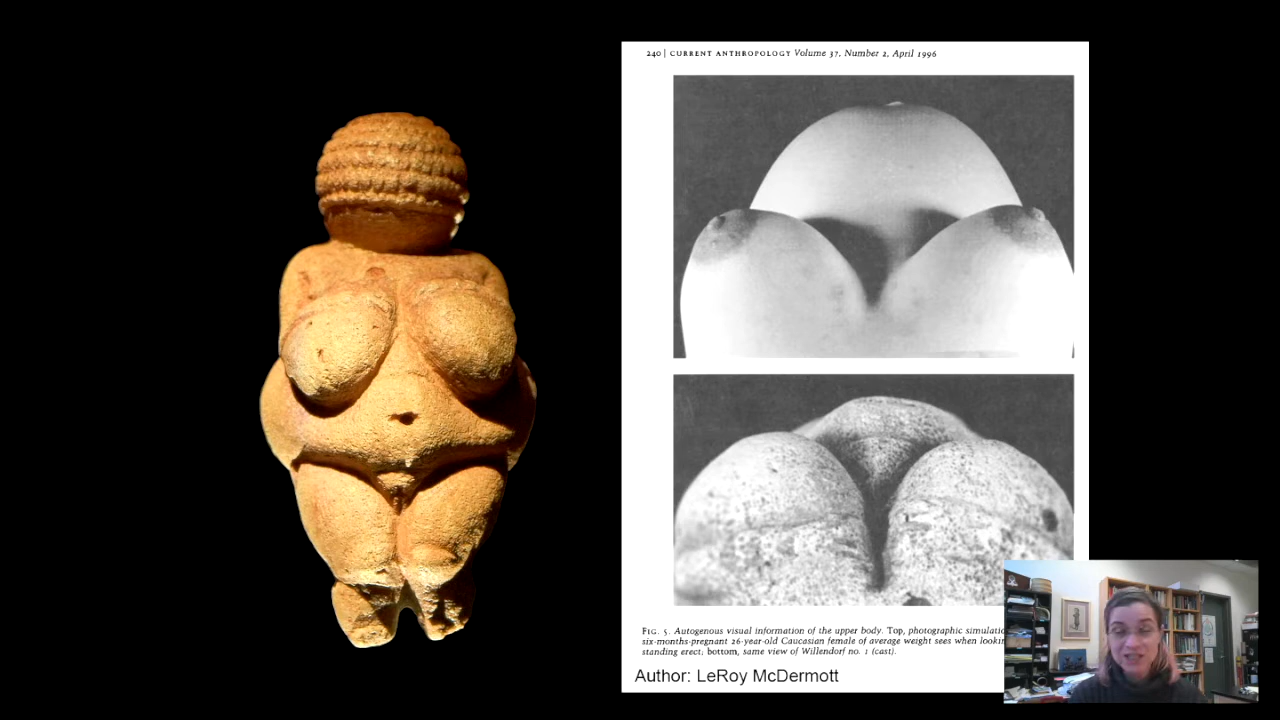 240 | CURRENT ANTHROPOLOGY Volume 37, Number 2, April 1996
FIG. 5. Autogenous visual information of the upper body. Top, photographic simulatio
six-months-pregnant 26-year-old Caucasian female of average weight sees when lookin
standing erect; bottom, same view of Willendorf no. 1 (cast).
Author: LeRoy McDermott